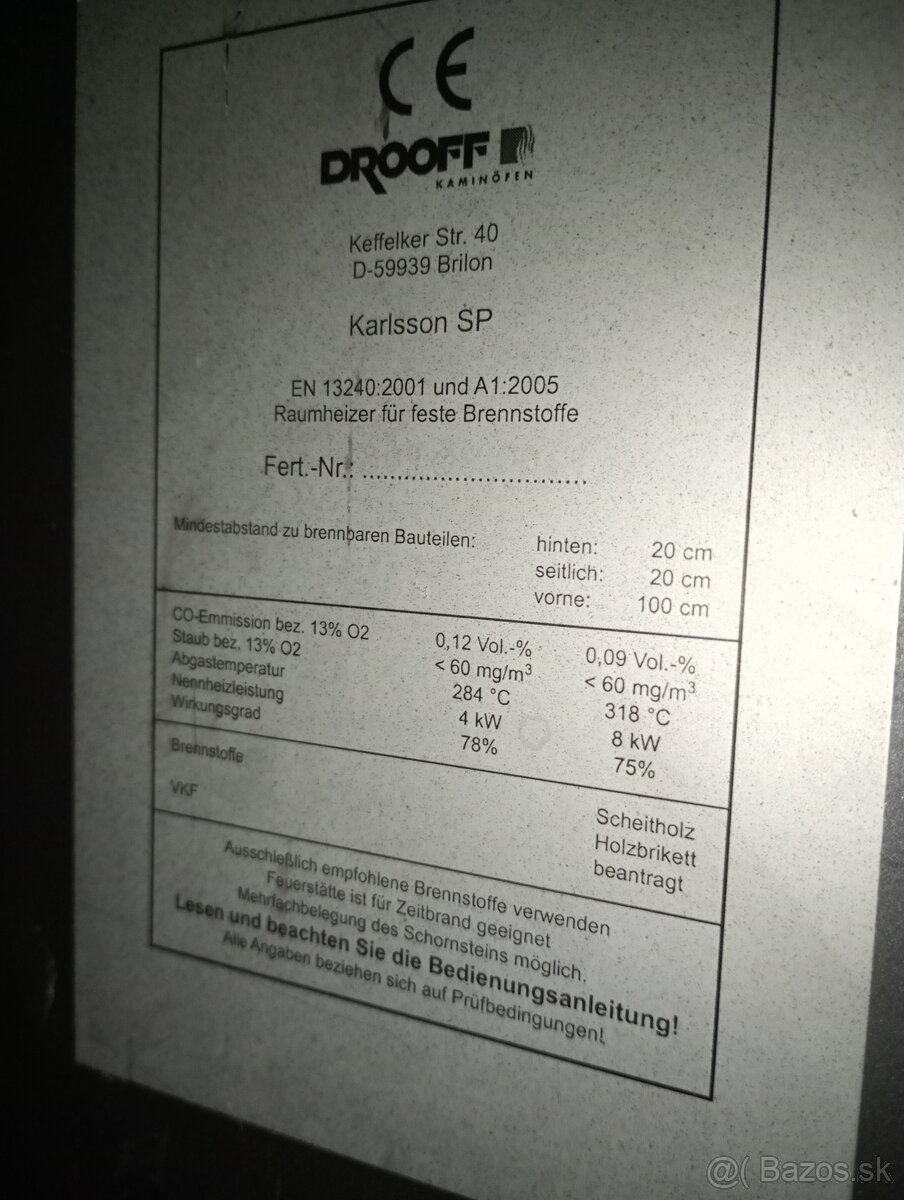 CE
DROOFF
KAMINÖFEN
Keffelker Str. 40
D-59939 Brilon
Karlsson SP
EN 13240:2001 und A1:2005
Raumheizer für feste Brennstoffe
Fert.-Nr.: ................................
Mindestabstand zu brennbaren Bauteilen: hinten: 20 cm
seitlich: 20 cm
vorne: 100 cm
CO-Emmission bez. 13% O2 0,12 Vol.-% 0,09 Vol.-%
Staub bez. 13% O2 < 60 mg/m³ < 60 mg/m³
Abgastemperatur 284 °C 318 °C
Nennheizleistung 4 kW 8 kW
Wirkungsgrad 78% 75%
Brennstoffe Scheitholz
Holzbrikett
VKF beantragt
Ausschießlich empfohlene Brennstoffe verwenden
Feuerstätte ist für Zeitbrand geeignet
Mehrfachbelegung des Schornsteins möglich.
Lesen und beachten Sie die Bedienungsanleitung!
Alle Angaben beziehen sich auf Prüfbedingungen!
@( Bazos.sk